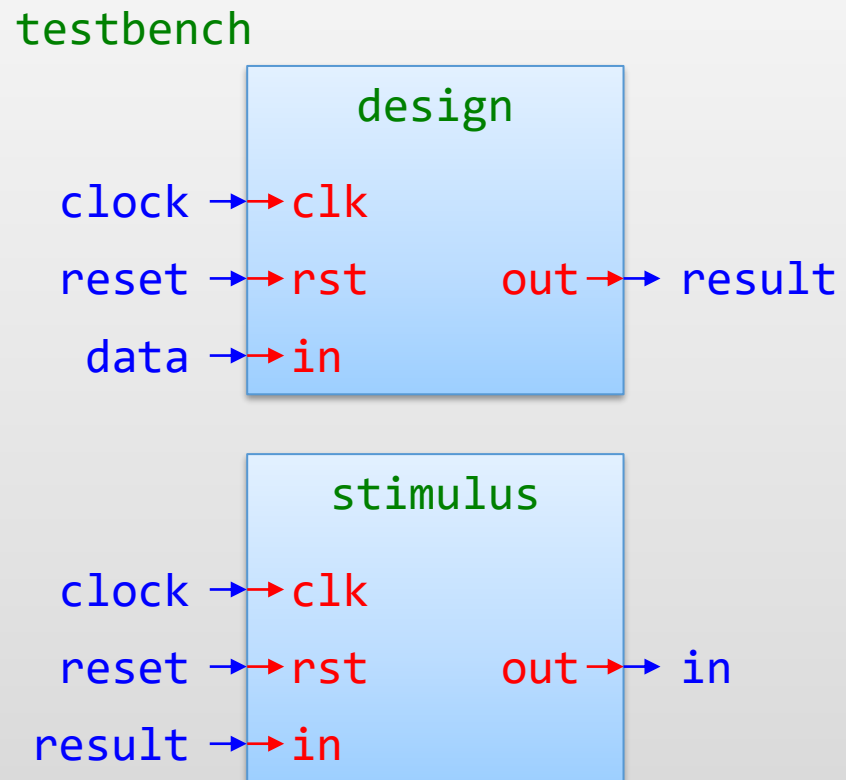 testbench
design
clock clk
reset rst out result
data in
stimulus
clock clk
reset rst out in
result in